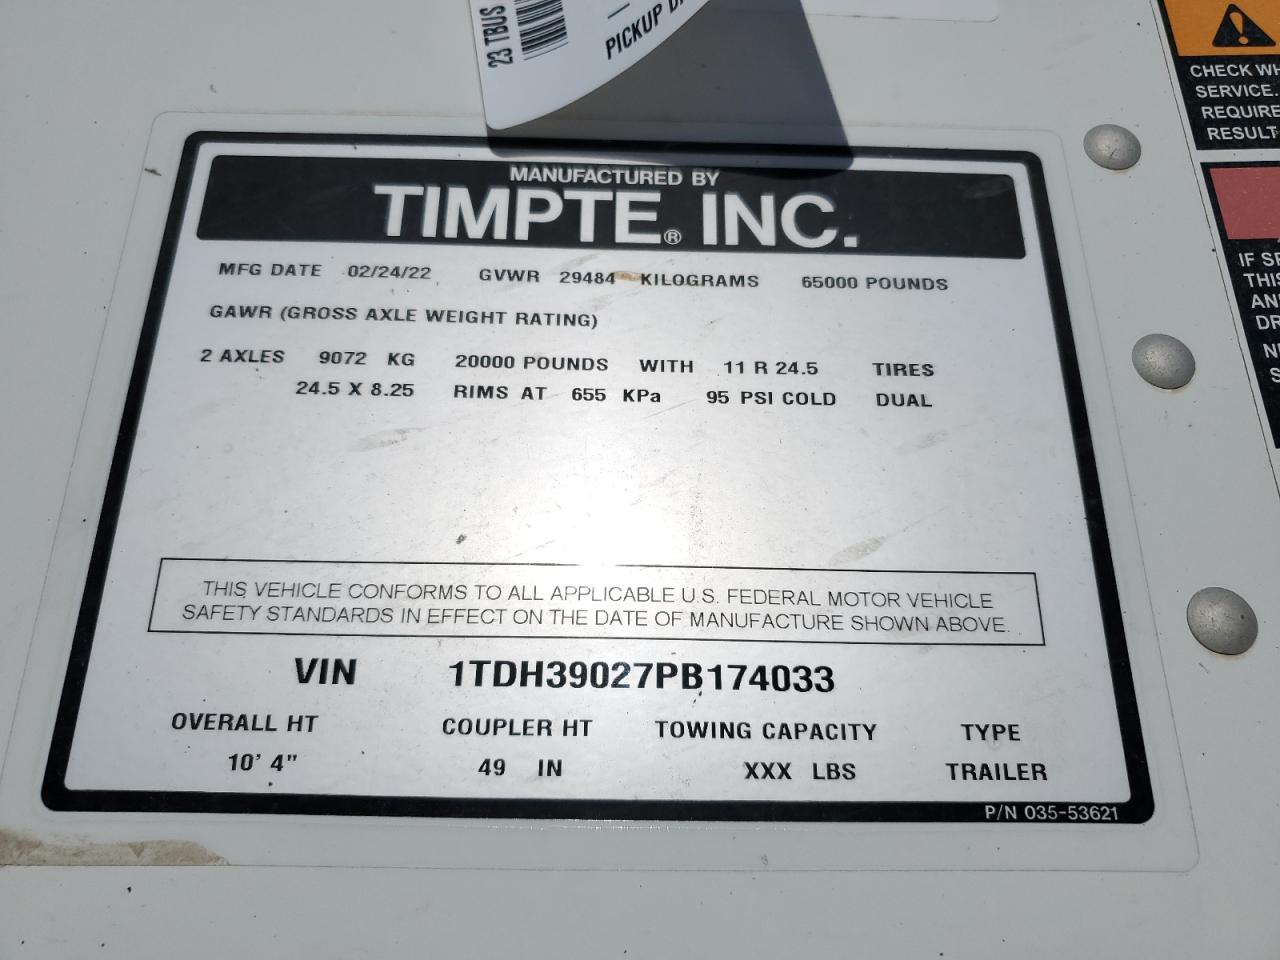 23 TBUS
PICKUP
MANUFACTURED BY
TIMPTE® INC.
MFG DATE 02/24/22 GVWR 29484 KILOGRAMS 65000 POUNDS
GAWR (GROSS AXLE WEIGHT RATING)
2 AXLES 9072 KG 20000 POUNDS WITH 11 R 24.5 TIRES
24.5 X 8.25 RIMS AT 655 KPa 95 PSI COLD DUAL
THIS VEHICLE CONFORMS TO ALL APPLICABLE U.S. FEDERAL MOTOR VEHICLE
SAFETY STANDARDS IN EFFECT ON THE DATE OF MANUFACTURE SHOWN ABOVE.
VIN 1TDH39027PB174033
OVERALL HT COUPLER HT TOWING CAPACITY TYPE
10' 4" 49 IN XXX LBS TRAILER
P/N 035-53621
CHECK WH
SERVICE.
REQUIRE
RESULT
IF SE
THIS
AND
DR